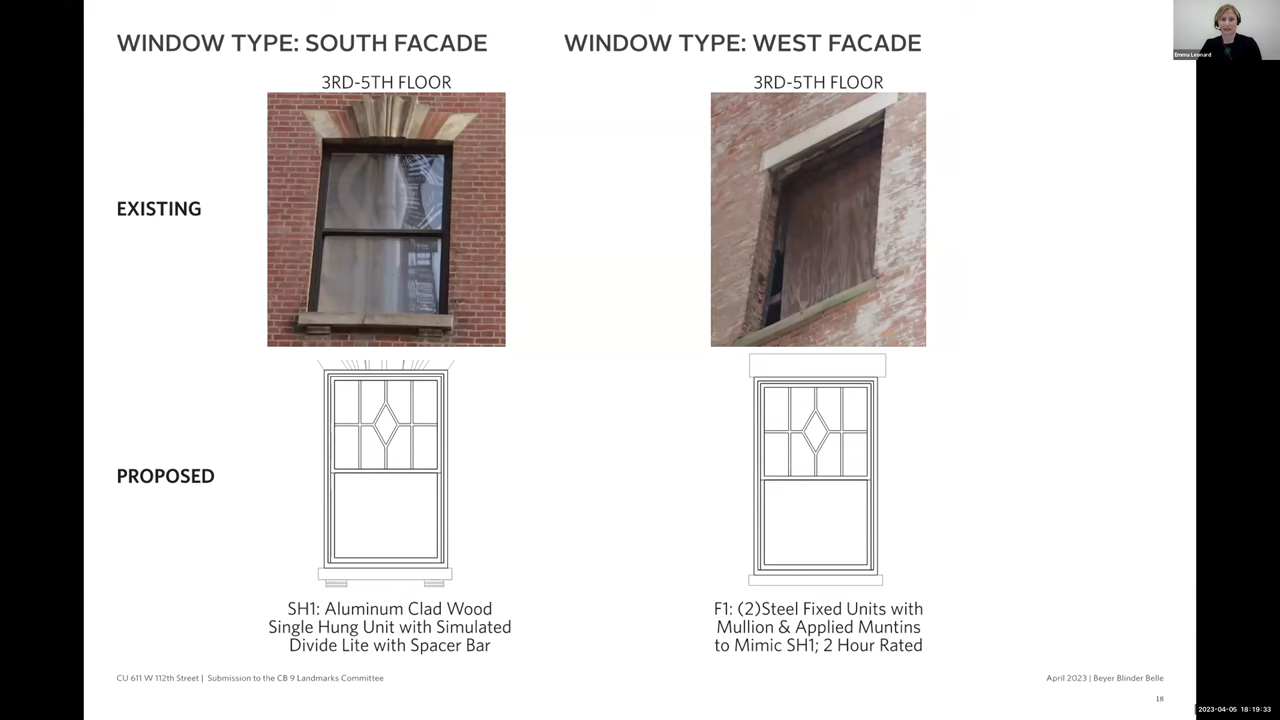 WINDOW TYPE: SOUTH FACADE
WINDOW TYPE: WEST FACADE
Emma Leonard
3RD-5TH FLOOR
3RD-5TH FLOOR
EXISTING
PROPOSED
SH1: Aluminum Clad Wood
Single Hung Unit with Simulated
Divide Lite with Spacer Bar
F1: (2)Steel Fixed Units with
Mullion & Applied Muntins
to Mimic SH1; 2 Hour Rated
CU 611 W 112th Street | Submission to the CB 9 Landmarks Committee
April 2023 | Beyer Blinder Belle
18
2023-04-05 18:19:33